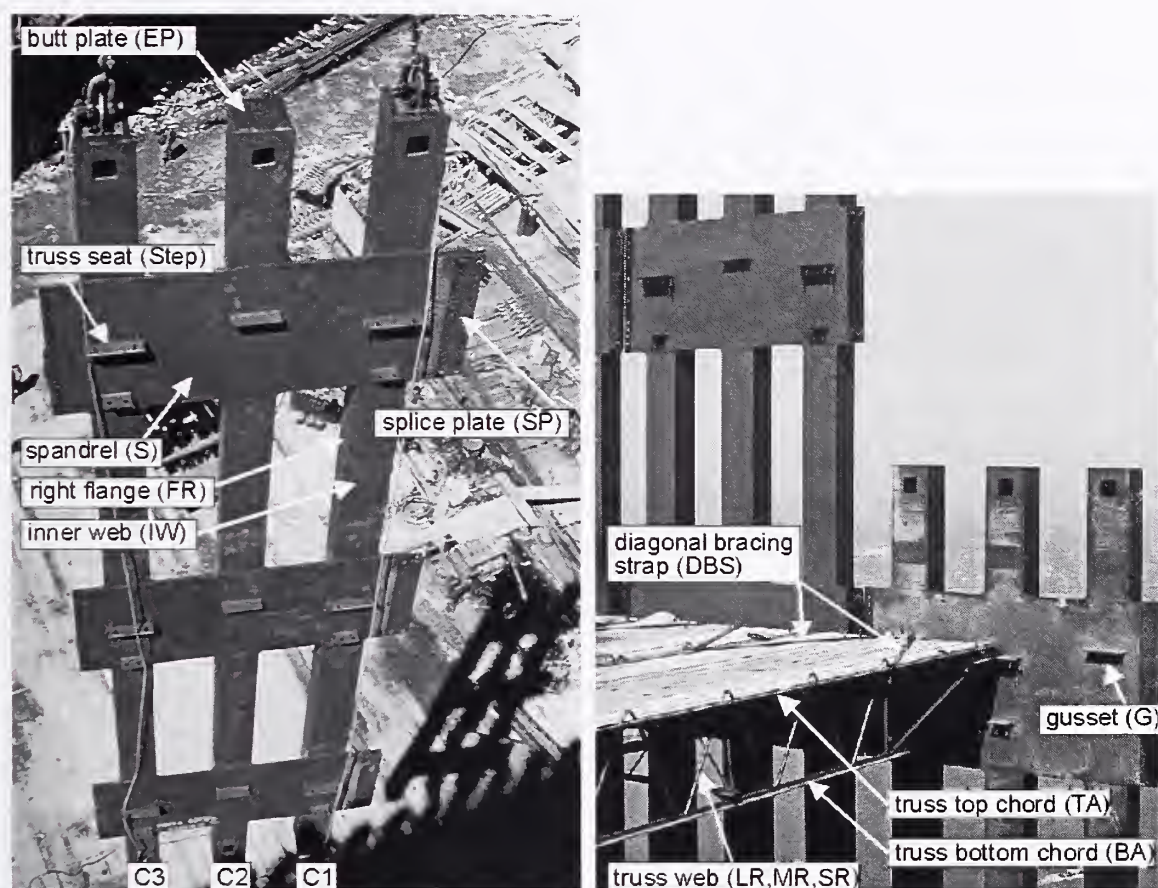 butt plate (EP)
truss seat (Step)
spandrel (S)
right flange (FR)
inner web (IW)
splice plate (SP)
C3
C2
C1
diagonal bracing
strap (DBS)
gusset (G)
truss top chord (TA)
truss bottom chord (BA)
truss web (LR,MR,SR)